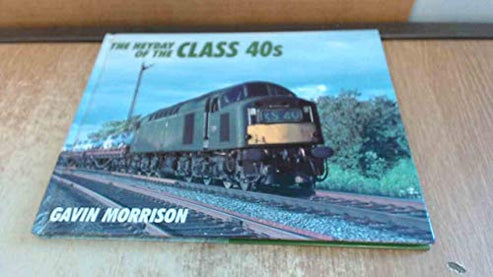 THE HEYDAY
OF THE CLASS 40s
GAVIN MORRISON